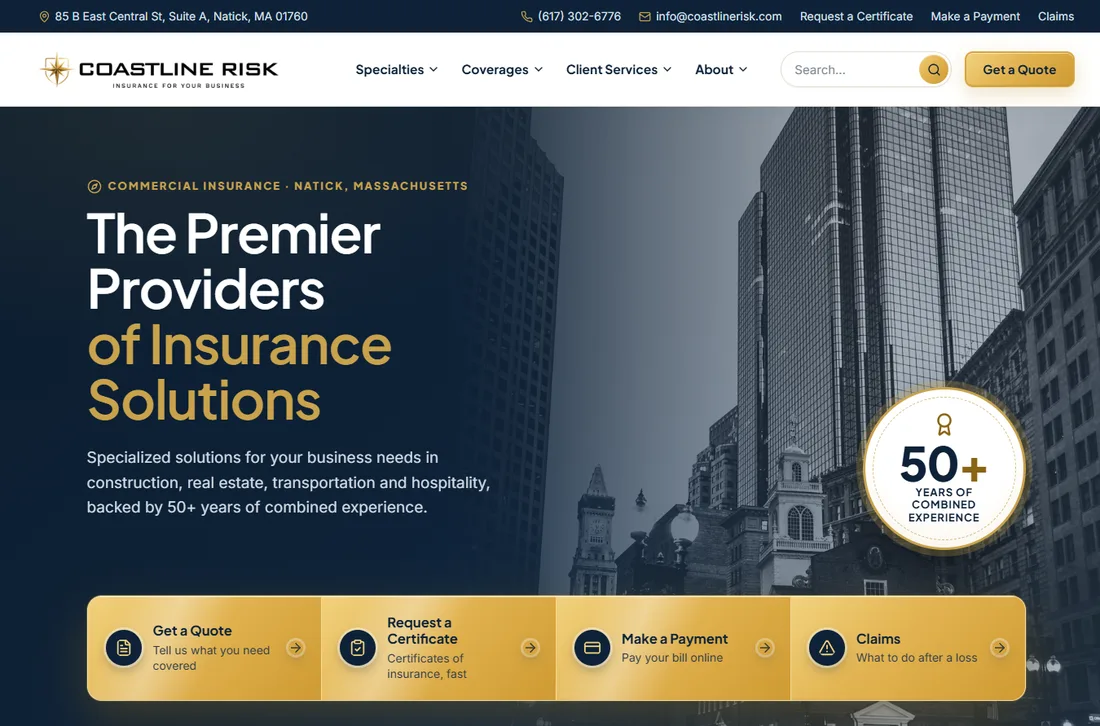 85 B East Central St, Suite A, Natick, MA 01760
(617) 302-6776
info@coastlinerisk.com
Request a Certificate
Make a Payment
Claims
COASTLINE RISK
INSURANCE FOR YOUR BUSINESS
Specialties
Coverages
Client Services
About
Search...
Get a Quote
COMMERCIAL INSURANCE · NATICK, MASSACHUSETTS
The Premier
Providers
of Insurance
Solutions
Specialized solutions for your business needs in
construction, real estate, transportation and hospitality,
backed by 50+ years of combined experience.
50+
YEARS OF
COMBINED
EXPERIENCE
Get a Quote
Tell us what you need
covered
Request a
Certificate
Certificates of
insurance, fast
Make a Payment
Pay your bill online
Claims
What to do after a loss